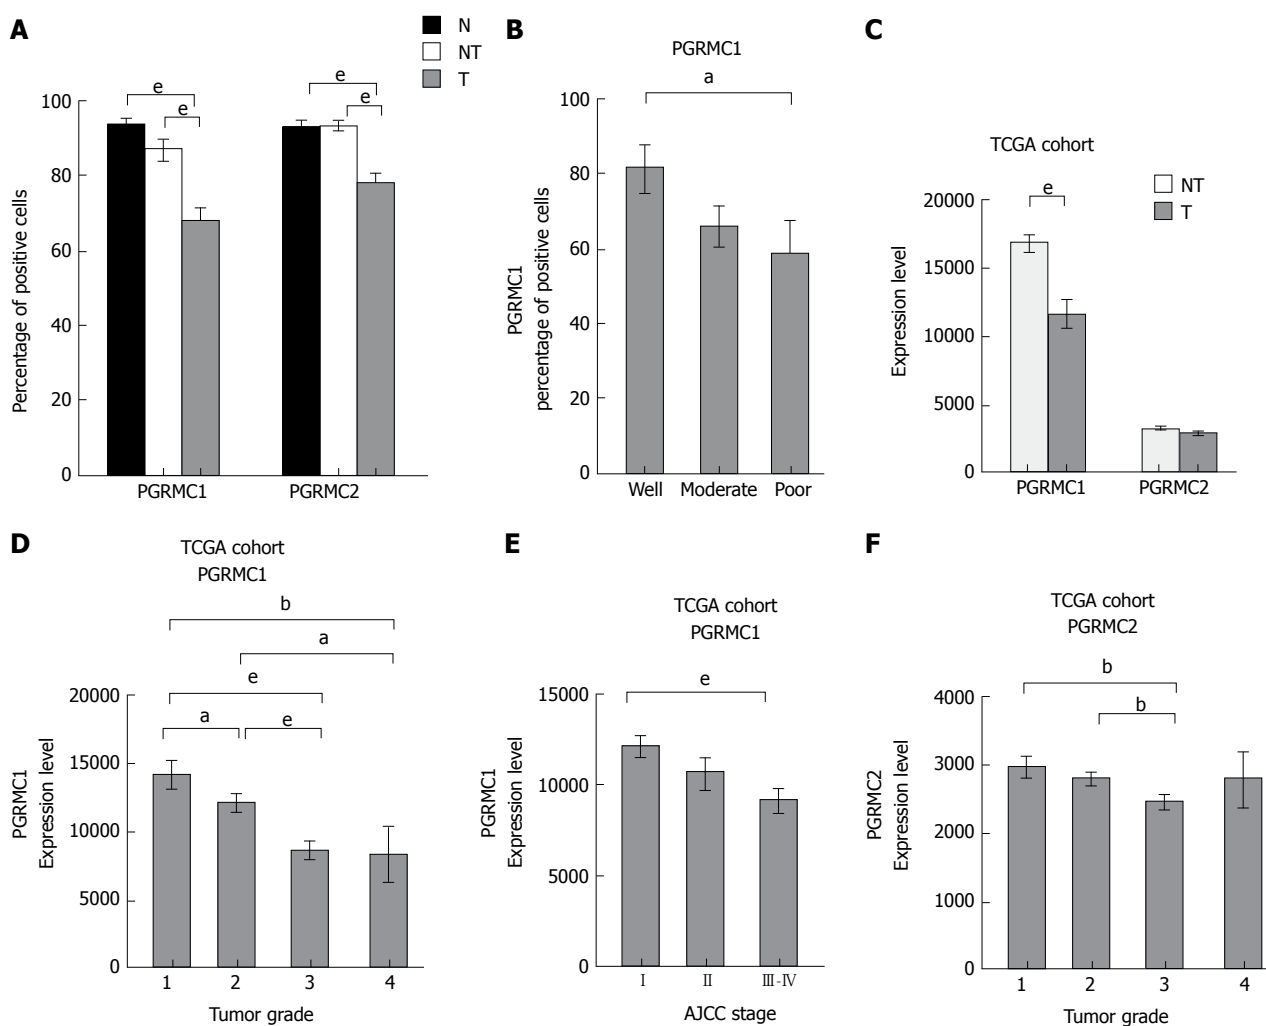 A
N
NT
T
e
e
e
e
100
80
60
40
20
0
Percentage of positive cells
PGRMC1
PGRMC2
B
PGRMC1
a
100
80
60
40
20
0
PGRMC1
percentage of positive cells
Well
Moderate
Poor
C
TCGA cohort
NT
T
e
20000
15000
10000
5000
0
Expression level
PGRMC1
PGRMC2
D
TCGA cohort
PGRMC1
b
a
e
a
e
20000
15000
10000
5000
0
PGRMC1
Expression level
1
2
3
4
Tumor grade
E
TCGA cohort
PGRMC1
e
15000
10000
5000
0
PGRMC1
Expression level
I
II
III-IV
AJCC stage
F
TCGA cohort
PGRMC2
b
b
4000
3000
2000
1000
0
PGRMC2
Expression level
1
2
3
4
Tumor grade